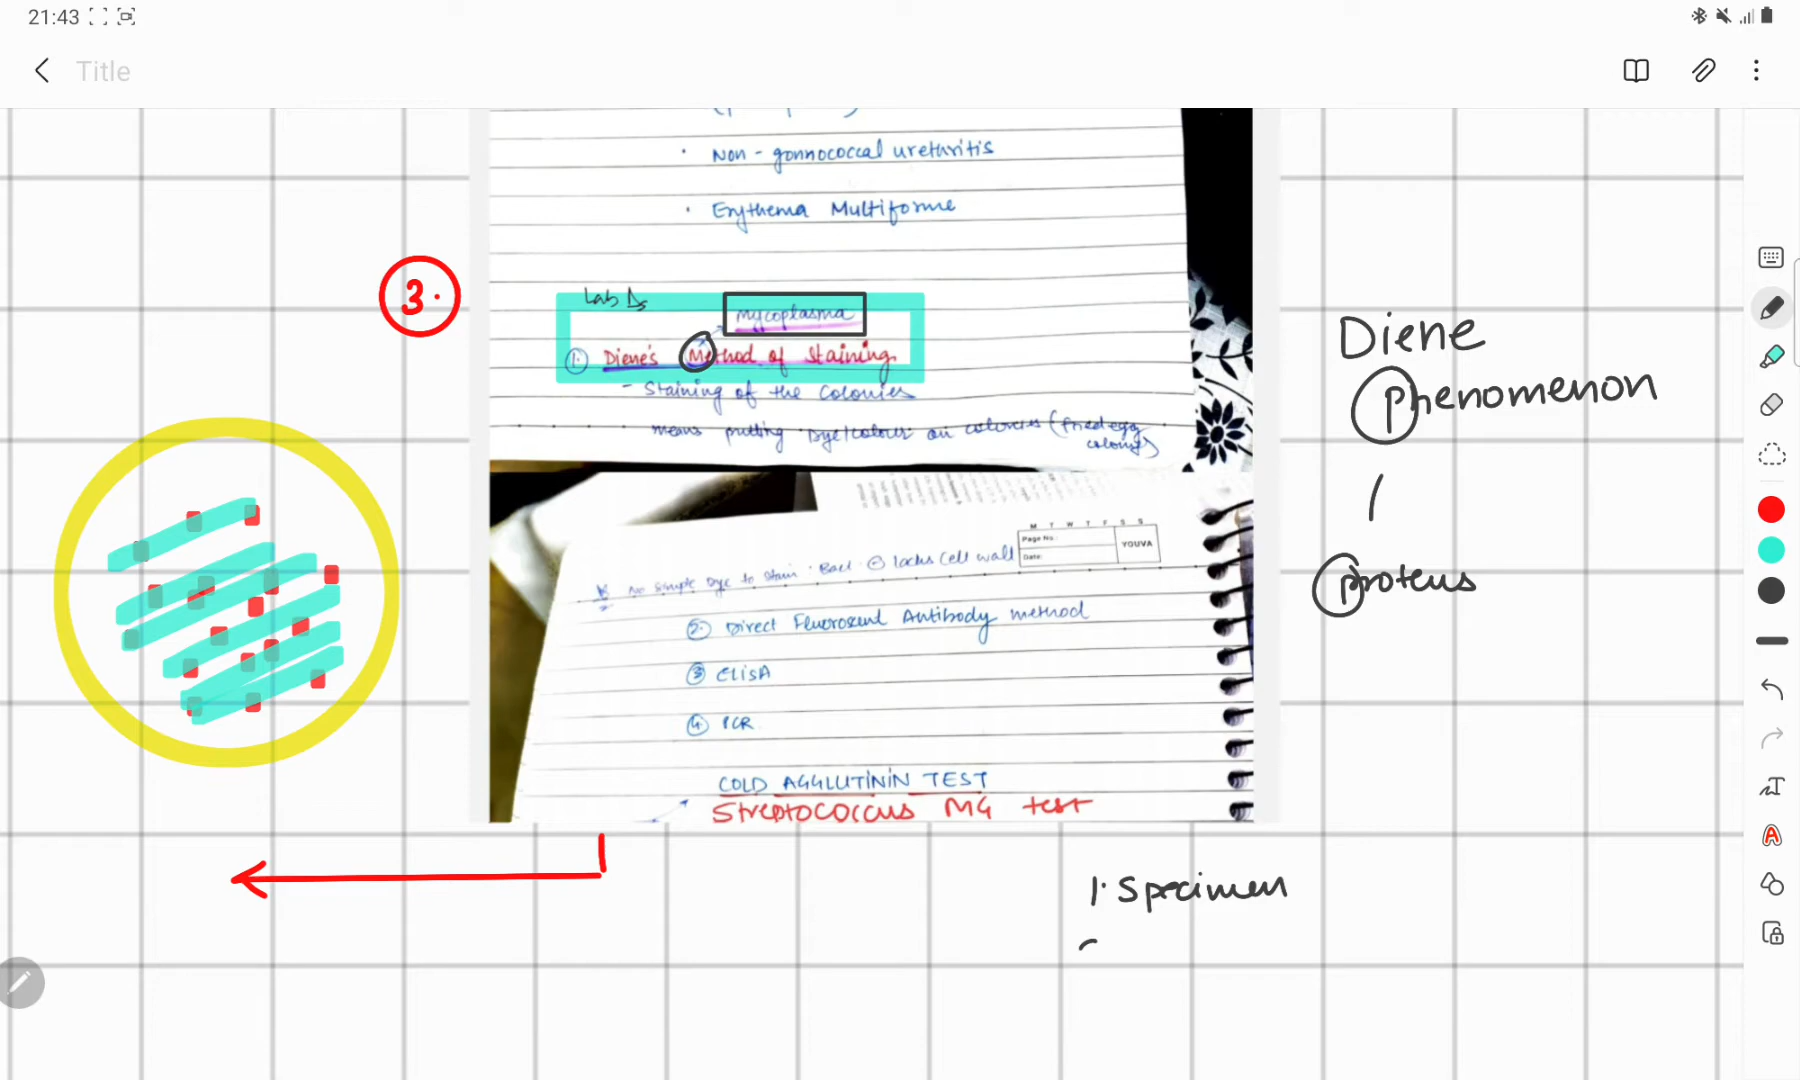 21:43
Title
Non-gonnococcal urethritis
Erythema Multiforme
3.
Lab Ds
Mycoplasma
1. Diene's Method of Staining
- Staining of the Colonies
means putting Dye/colour on colonies (fried egg
colony)
Diene
phenomenon
proteus
M T W T F S S
Page No.:
Date:
YOUVA
No simple Dye to stain. Bact. lacks Cell wall
2. Direct Fluoroscent Antibody method
3 ELISA
4. PCR
COLD AGGLUTININ TEST
Streptococcus MG test
1. Specimen